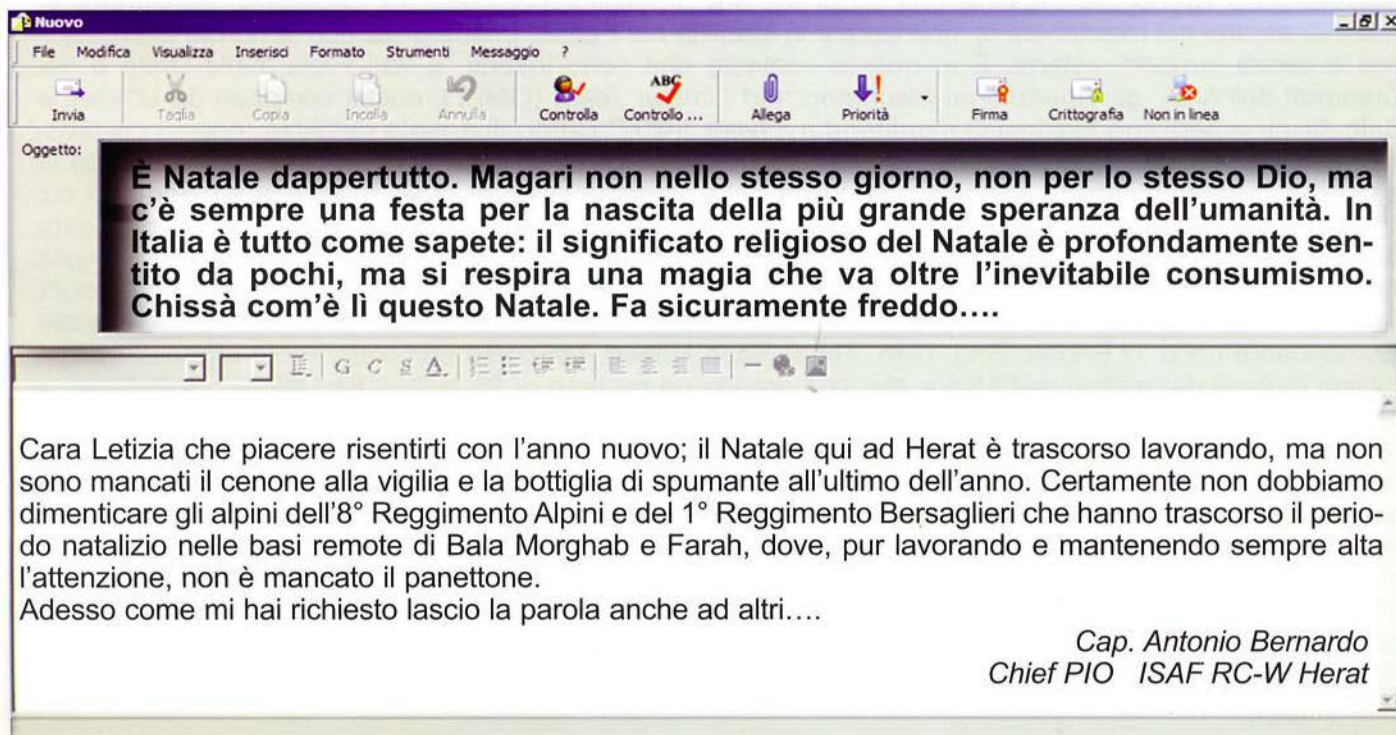 Nuovo
File Modifica Visualizza Inserisci Formato Strumenti Messaggio ?
Invia Taglia Copia Incolla Annulla Controlla Controllo ... Allega Priorità Firma Crittografia Non in linea
Oggetto:
È Natale dappertutto. Magari non nello stesso giorno, non per lo stesso Dio, ma
c'è sempre una festa per la nascita della più grande speranza dell'umanità. In
Italia è tutto come sapete: il significato religioso del Natale è profondamente sen-
tito da pochi, ma si respira una magia che va oltre l'inevitabile consumismo.
Chissà com'è lì questo Natale. Fa sicuramente freddo….
G C S A
Cara Letizia che piacere risentirti con l'anno nuovo; il Natale qui ad Herat è trascorso lavorando, ma non
sono mancati il cenone alla vigilia e la bottiglia di spumante all'ultimo dell'anno. Certamente non dobbiamo
dimenticare gli alpini dell'8° Reggimento Alpini e del 1° Reggimento Bersaglieri che hanno trascorso il perio-
do natalizio nelle basi remote di Bala Morghab e Farah, dove, pur lavorando e mantenendo sempre alta
l'attenzione, non è mancato il panettone.
Adesso come mi hai richiesto lascio la parola anche ad altri….
Cap. Antonio Bernardo
Chief PIO ISAF RC-W Herat